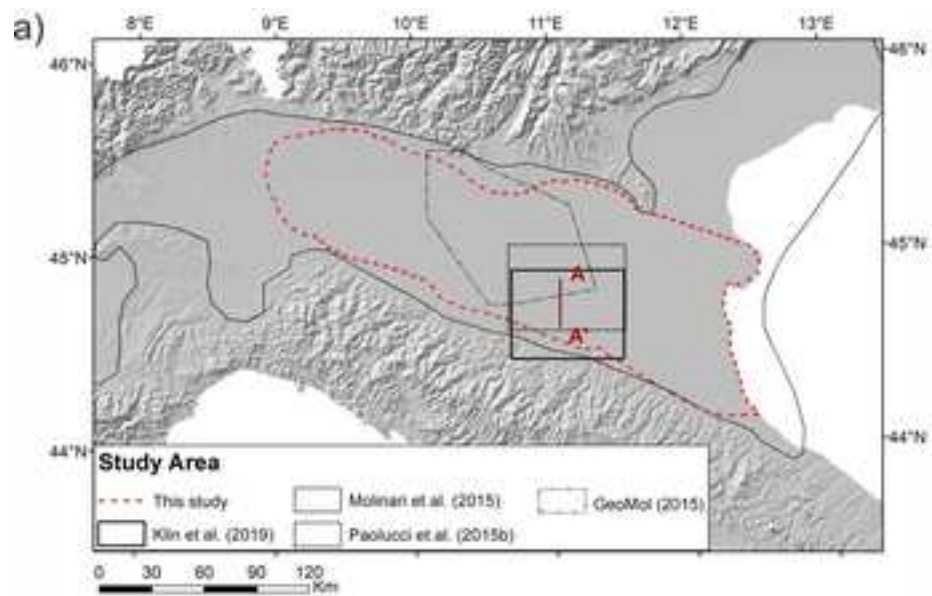 a)
8°E 9°E 10°E 11°E 12°E 13°E
46°N 46°N
45°N 45°N
A
A'
44°N 44°N
Study Area
This study Molinari et al. (2015) GeoMol (2015)
Klin et al. (2019) Paolucci et al. (2015b)
0 30 60 90 120
Km